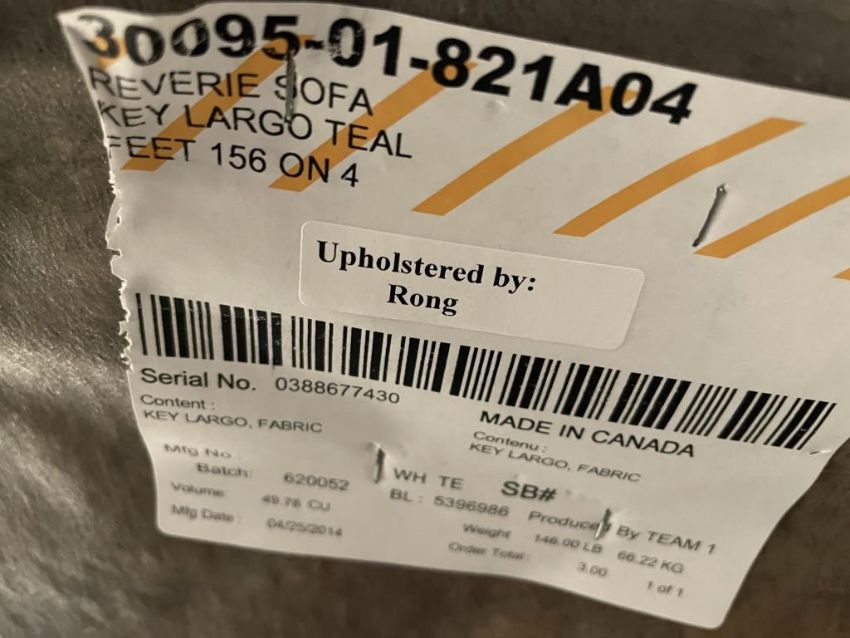 30095-01-821A04
REVERIE SOFA
KEY LARGO TEAL
FEET 156 ON 4
Upholstered by:
Rong
Serial No. 0388677430
MADE IN CANADA
Content :
KEY LARGO, FABRIC
Contenu :
KEY LARGO, FABRIC
Mfg No.:
WH TE
SB#
Batch: 620052
BL : 5396986
Produced By TEAM 1
Volume: 49.78 CU
Weight 146.00 LB 66.22 KG
Mfg Date : 04/25/2014
Order Total : 3.00
1 of 1